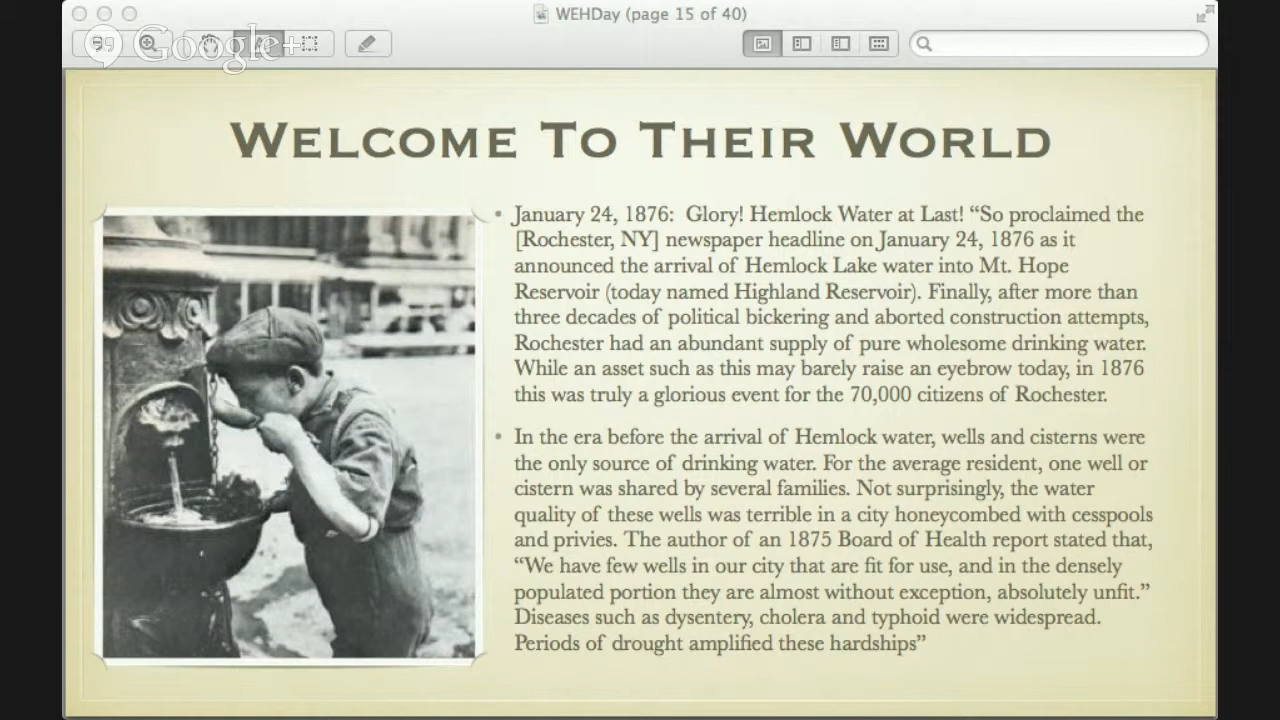 WEHDay (page 15 of 40)
Google+
WELCOME TO THEIR WORLD
• January 24, 1876:  Glory! Hemlock Water at Last! “So proclaimed the
[Rochester, NY] newspaper headline on January 24, 1876 as it
announced the arrival of Hemlock Lake water into Mt. Hope
Reservoir (today named Highland Reservoir). Finally, after more than
three decades of political bickering and aborted construction attempts,
Rochester had an abundant supply of pure wholesome drinking water.
While an asset such as this may barely raise an eyebrow today, in 1876
this was truly a glorious event for the 70,000 citizens of Rochester.
• In the era before the arrival of Hemlock water, wells and cisterns were
the only source of drinking water. For the average resident, one well or
cistern was shared by several families. Not surprisingly, the water
quality of these wells was terrible in a city honeycombed with cesspools
and privies. The author of an 1875 Board of Health report stated that,
“We have few wells in our city that are fit for use, and in the densely
populated portion they are almost without exception, absolutely unfit.”
Diseases such as dysentery, cholera and typhoid were widespread.
Periods of drought amplified these hardships”